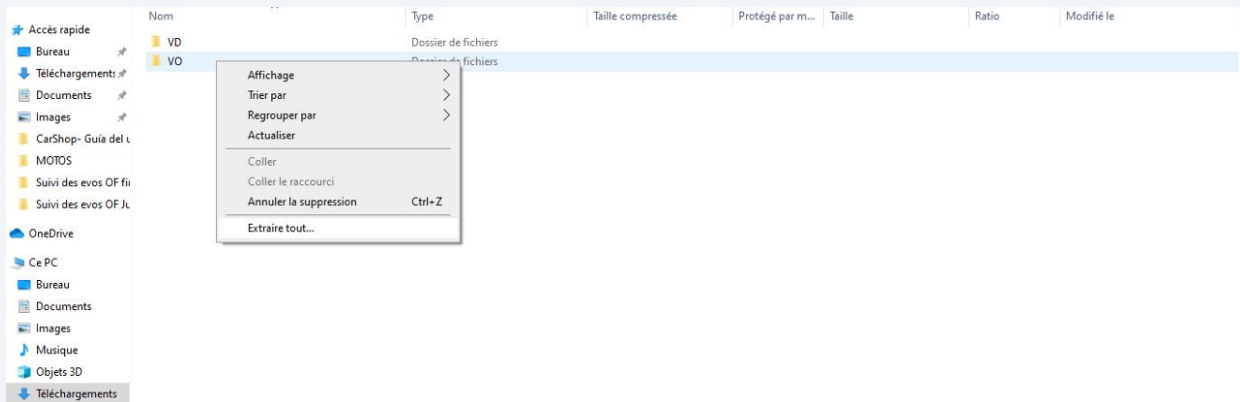 Nom Type Taille compressée Protégé par m... Taille Ratio Modifié le
Accès rapide
Bureau
Téléchargements
Documents
Images
CarShop- Guía del u
MOTOS
Suivi des evos OF fin
Suivi des evos OF Ju
OneDrive
Ce PC
Bureau
Documents
Images
Musique
Objets 3D
Téléchargements
VD Dossier de fichiers
VO Dossier de fichiers
Affichage
Trier par
Regrouper par
Actualiser
Coller
Coller le raccourci
Annuler la suppression Ctrl+Z
Extraire tout...